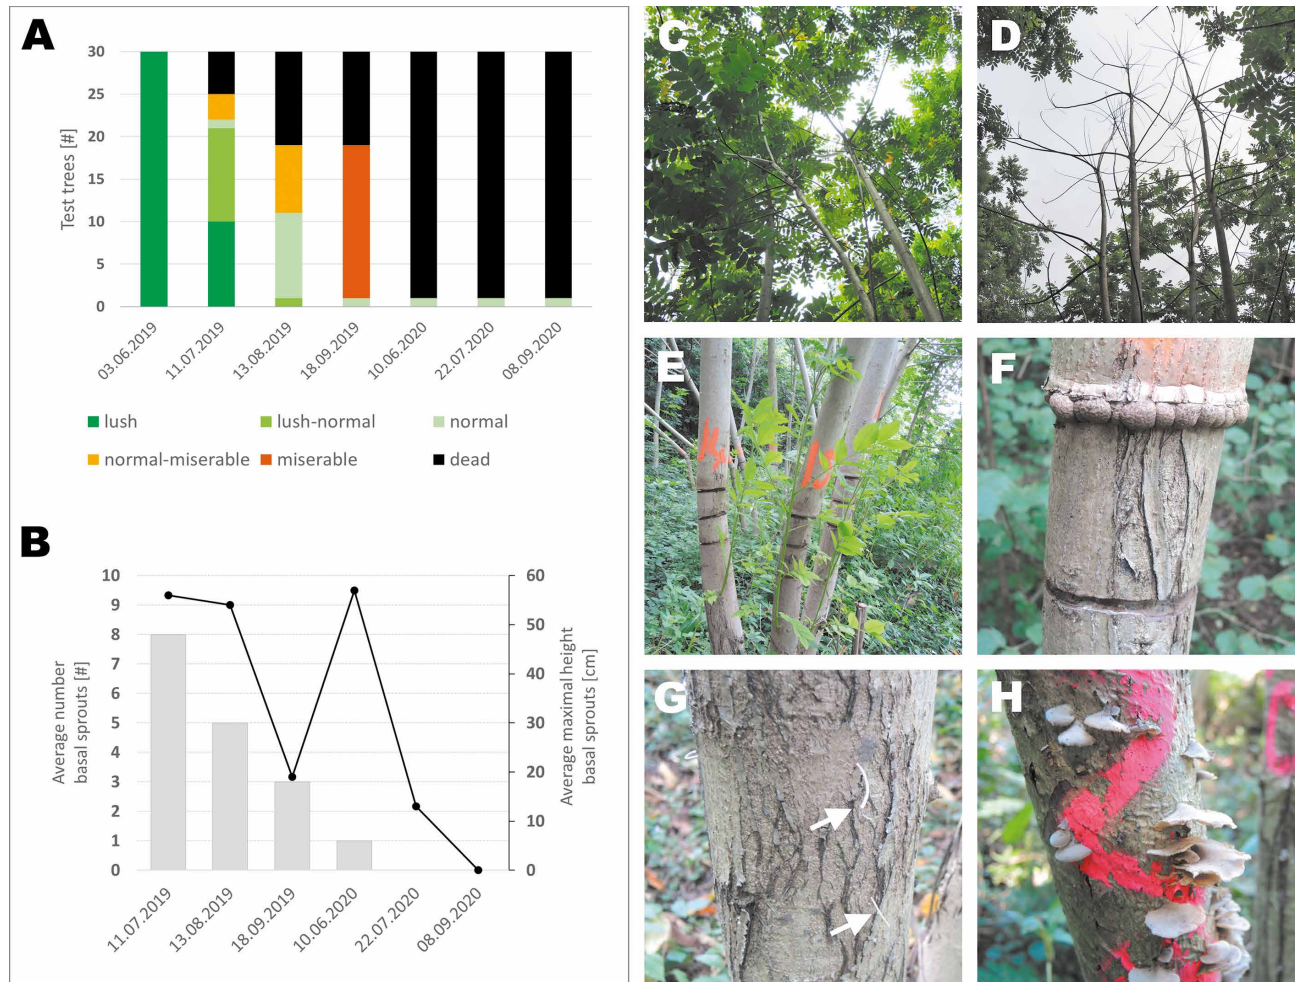 A
Test trees [#]
30
25
20
15
10
5
0
03.06.2019
11.07.2019
13.08.2019
18.09.2019
10.06.2020
22.07.2020
08.09.2020
lush
lush-normal
normal
normal-miserable
miserable
dead
B
Average number
basal sprouts [#]
10
9
8
7
6
5
4
3
2
1
0
60
50
40
30
20
10
0
Average maximal height
basal sprouts [cm]
11.07.2019
13.08.2019
18.09.2019
10.06.2020
22.07.2020
08.09.2020
C
D
E
F
G
H